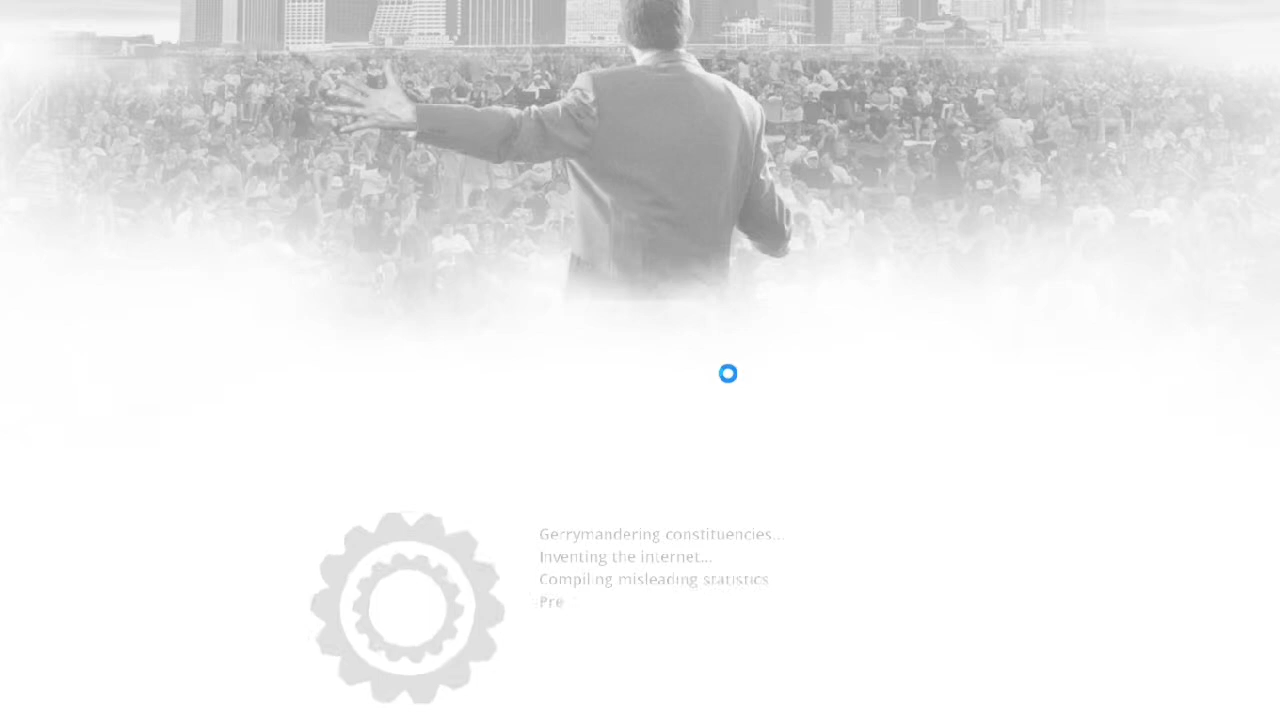 Gerrymandering constituencies...
Inventing the internet...
Compiling misleading statistics
Pre